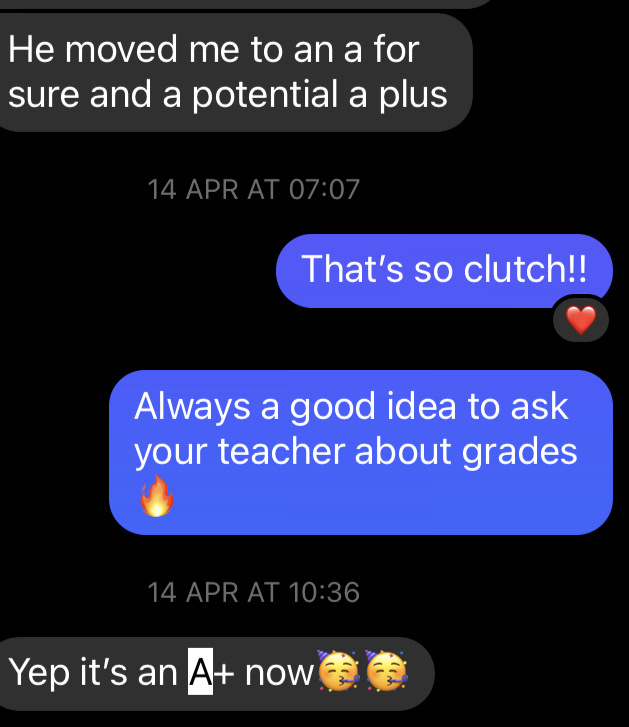 He moved me to an a for
sure and a potential a plus
14 APR AT 07:07
That's so clutch!!
❤️
Always a good idea to ask
your teacher about grades
🔥
14 APR AT 10:36
Yep it's an A+ now🥳🥳